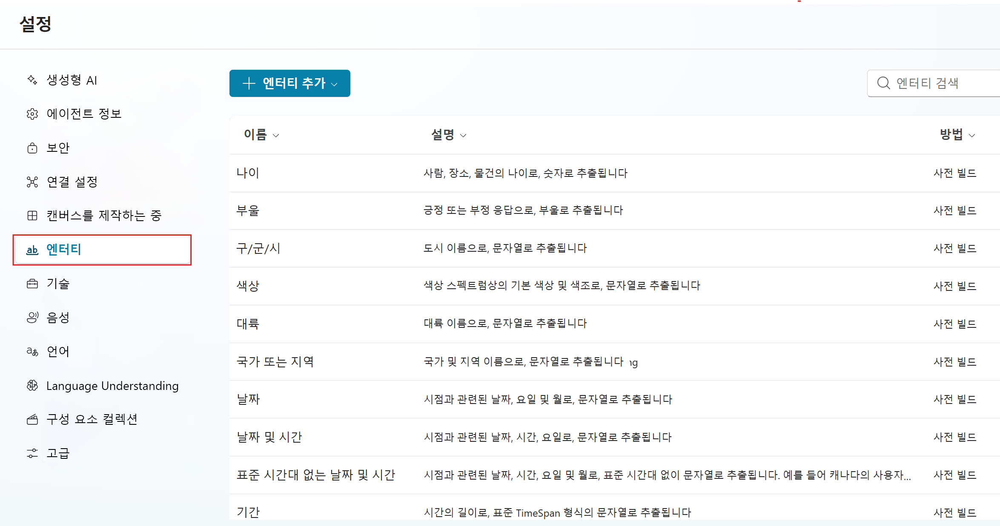 설정
생성형 AI
에이전트 정보
보안
연결 설정
캔버스를 제작하는 중
ab 엔터티
기술
음성
언어
Language Understanding
구성 요소 컬렉션
고급
엔터티 추가
엔터티 검색
이름 설명 방법
나이 사람, 장소, 물건의 나이로, 숫자로 추출됩니다 사전 빌드
부울 긍정 또는 부정 응답으로, 부울로 추출됩니다 사전 빌드
구/군/시 도시 이름으로, 문자열로 추출됩니다 사전 빌드
색상 색상 스펙트럼상의 기본 색상 및 색조로, 문자열로 추출됩니다 사전 빌드
대륙 대륙 이름으로, 문자열로 추출됩니다 사전 빌드
국가 또는 지역 국가 및 지역 이름으로, 문자열로 추출됩니다 사전 빌드
날짜 시점과 관련된 날짜, 요일 및 월로, 문자열로 추출됩니다 사전 빌드
날짜 및 시간 시점과 관련된 날짜, 시간, 요일로, 문자열로 추출됩니다 사전 빌드
표준 시간대 없는 날짜 및 시간 시점과 관련된 날짜, 시간, 요일 및 월로, 표준 시간대 없이 문자열로 추출됩니다. 예를 들어 캐나다의 사용자... 사전 빌드
기간 시간의 길이로, 표준 TimeSpan 형식의 문자열로 추출됩니다 사전 빌드